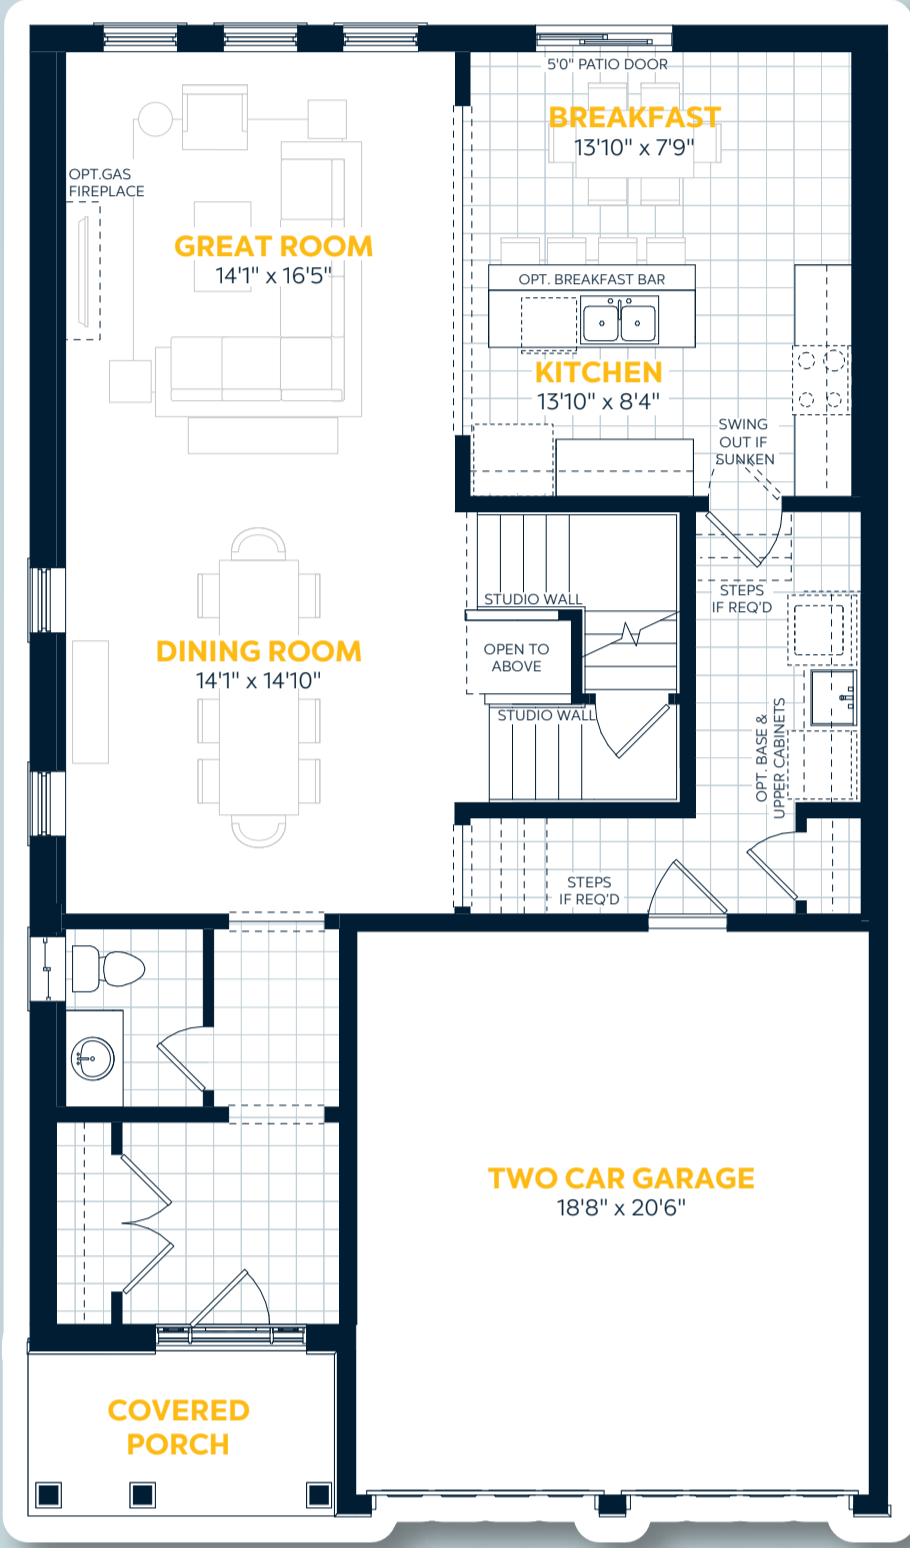 5'0" PATIO DOOR
BREAKFAST
13'10" x 7'9"
OPT.GAS
FIREPLACE
GREAT ROOM
14'1" x 16'5"
OPT. BREAKFAST BAR
KITCHEN
13'10" x 8'4"
SWING
OUT IF
SUNKEN
STEPS
IF REQ'D
STUDIO WALL
OPEN TO
ABOVE
DINING ROOM
14'1" x 14'10"
STUDIO WALL
OPT. BASE &
UPPER CABINETS
STEPS
IF REQ'D
TWO CAR GARAGE
18'8" x 20'6"
COVERED
PORCH